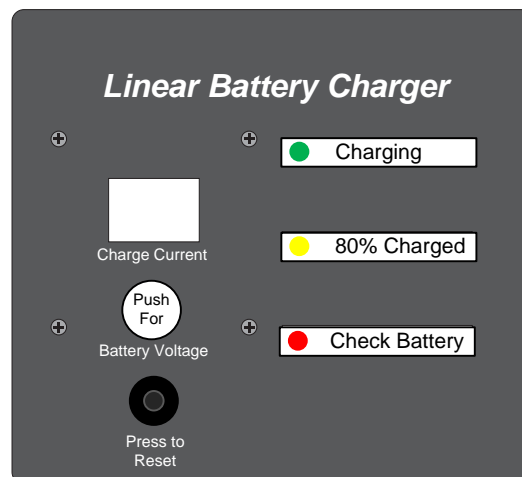 Linear Battery Charger
Charging
Charge Current
80% Charged
Push
For
Battery Voltage
Check Battery
Press to
Reset